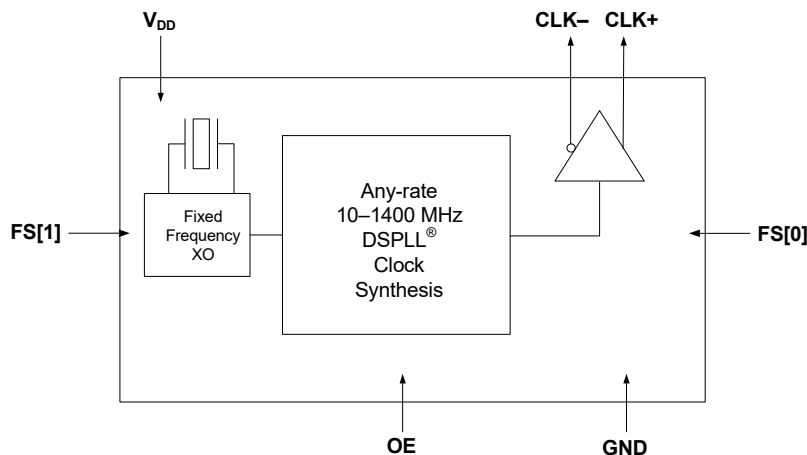 V_DD
CLK–
CLK+
Fixed
Frequency
XO
Any-rate
10–1400 MHz
DSPLL®
Clock
Synthesis
FS[1]
FS[0]
OE
GND